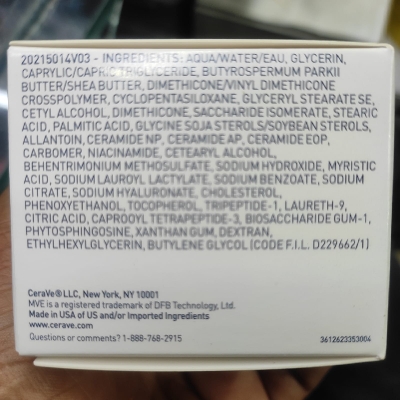 20215014V03 - INGREDIENTS: AQUA/WATER/EAU, GLYCERIN,
CAPRYLIC/CAPRIC TRIGLYCERIDE, BUTYROSPERMUM PARKII
BUTTER/SHEA BUTTER, DIMETHICONE/VINYL DIMETHICONE
CROSSPOLYMER, CYCLOPENTASILOXANE, GLYCERYL STEARATE SE,
CETYL ALCOHOL, DIMETHICONE, SACCHARIDE ISOMERATE, STEARIC
ACID, PALMITIC ACID, GLYCINE SOJA STEROLS/SOYBEAN STEROLS,
ALLANTOIN, CERAMIDE NP, CERAMIDE AP, CERAMIDE EOP,
CARBOMER, NIACINAMIDE, CETEARYL ALCOHOL,
BEHENTRIMONIUM METHOSULFATE, SODIUM HYDROXIDE, MYRISTIC
ACID, SODIUM LAUROYL LACTYLATE, SODIUM BENZOATE, SODIUM
CITRATE, SODIUM HYALURONATE, CHOLESTEROL,
PHENOXYETHANOL, TOCOPHEROL, TRIPEPTIDE-1, LAURETH-9,
CITRIC ACID, CAPROOYL TETRAPEPTIDE-3, BIOSACCHARIDE GUM-1,
PHYTOSPHINGOSINE, XANTHAN GUM, DEXTRAN,
ETHYLHEXYLGLYCERIN, BUTYLENE GLYCOL (CODE F.I.L. D229662/1)
CeraVe® LLC, New York, NY 10001
MVE is a registered trademark of DFB Technology, Ltd.
Made in USA of US and/or Imported Ingredients
www.cerave.com
Questions or comments? 1-888-768-2915
3612623353004